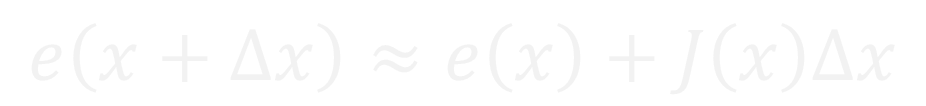 e(x + Δx) ≈ e(x) + J(x)Δx